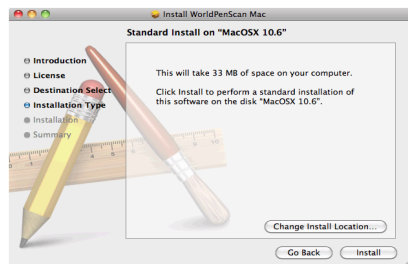 Install WorldPenScan Mac
Standard Install on "MacOSX 10.6"
Introduction
License
Destination Select
Installation Type
Installation
Summary
This will take 33 MB of space on your computer.
Click Install to perform a standard installation of
this software on the disk "MacOSX 10.6".
Change Install Location...
Go Back
Install